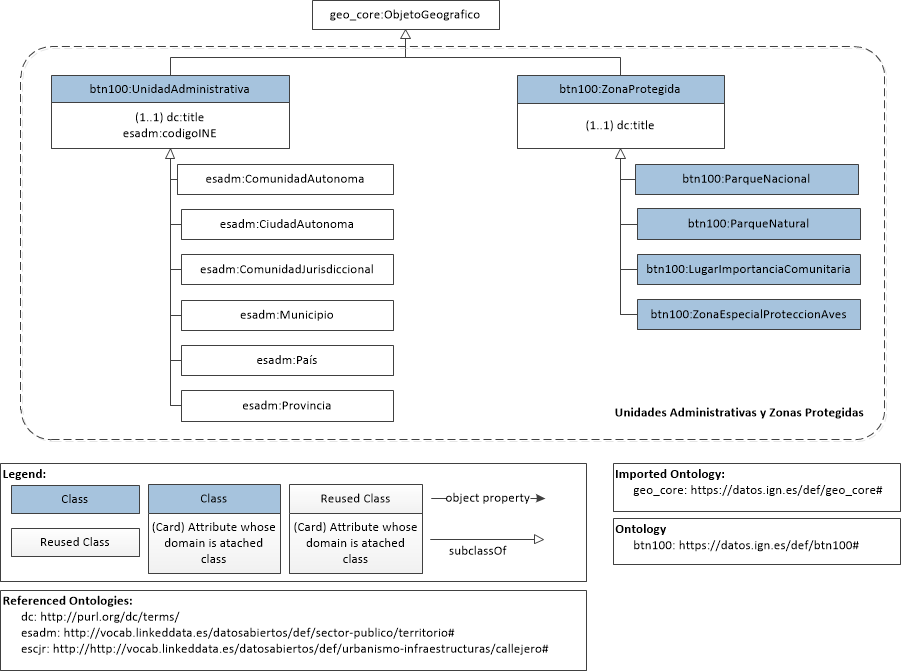 geo_core:ObjetoGeografico
btn100:UnidadAdministrativa
(1..1) dc:title
esadm:codigoINE
esadm:ComunidadAutonoma
esadm:CiudadAutonoma
esadm:ComunidadJurisdiccional
esadm:Municipio
esadm:País
esadm:Provincia
btn100:ZonaProtegida
(1..1) dc:title
btn100:ParqueNacional
btn100:ParqueNatural
btn100:LugarImportanciaComunitaria
btn100:ZonaEspecialProteccionAves
Unidades Administrativas y Zonas Protegidas
Legend:
Class
Reused Class
Class
(Card) Attribute whose
domain is atached
class
Reused Class
(Card) Attribute whose
domain is atached
class
object property
subclassOf
Imported Ontology:
geo_core: https://datos.ign.es/def/geo_core#
Ontology
btn100: https://datos.ign.es/def/btn100#
Referenced Ontologies:
dc: http://purl.org/dc/terms/
esadm: http://vocab.linkeddata.es/datosabiertos/def/sector-publico/territorio#
escjr: http://http://vocab.linkeddata.es/datosabiertos/def/urbanismo-infraestructuras/callejero#